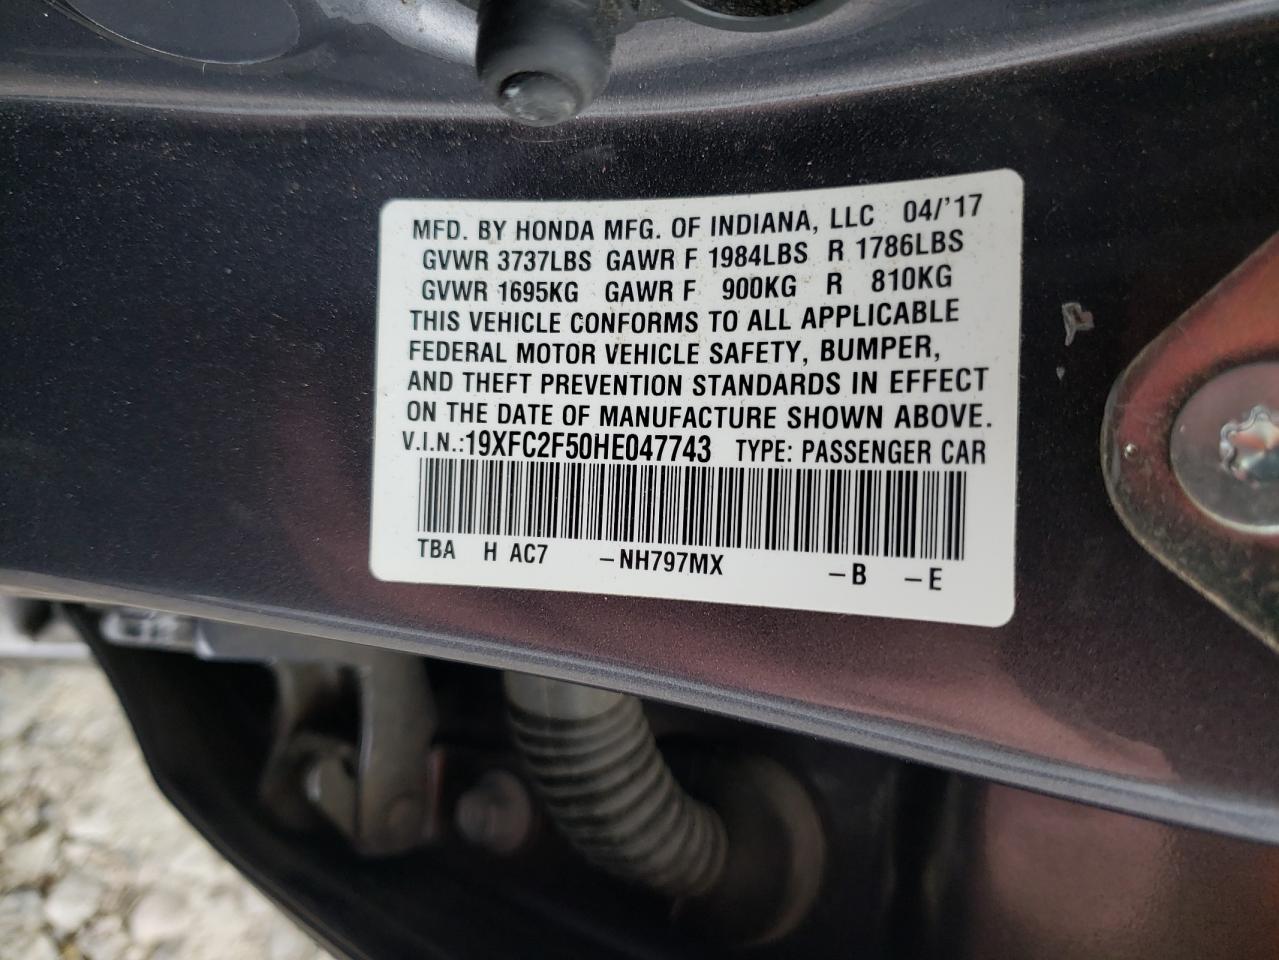 MFD. BY HONDA MFG. OF INDIANA, LLC 04/'17
GVWR 3737LBS GAWR F 1984LBS R 1786LBS
GVWR 1695KG GAWR F 900KG R 810KG
THIS VEHICLE CONFORMS TO ALL APPLICABLE
FEDERAL MOTOR VEHICLE SAFETY, BUMPER,
AND THEFT PREVENTION STANDARDS IN EFFECT
ON THE DATE OF MANUFACTURE SHOWN ABOVE.
V.I.N.:19XFC2F50HE047743 TYPE: PASSENGER CAR
TBA H AC7 –NH797MX –B –E